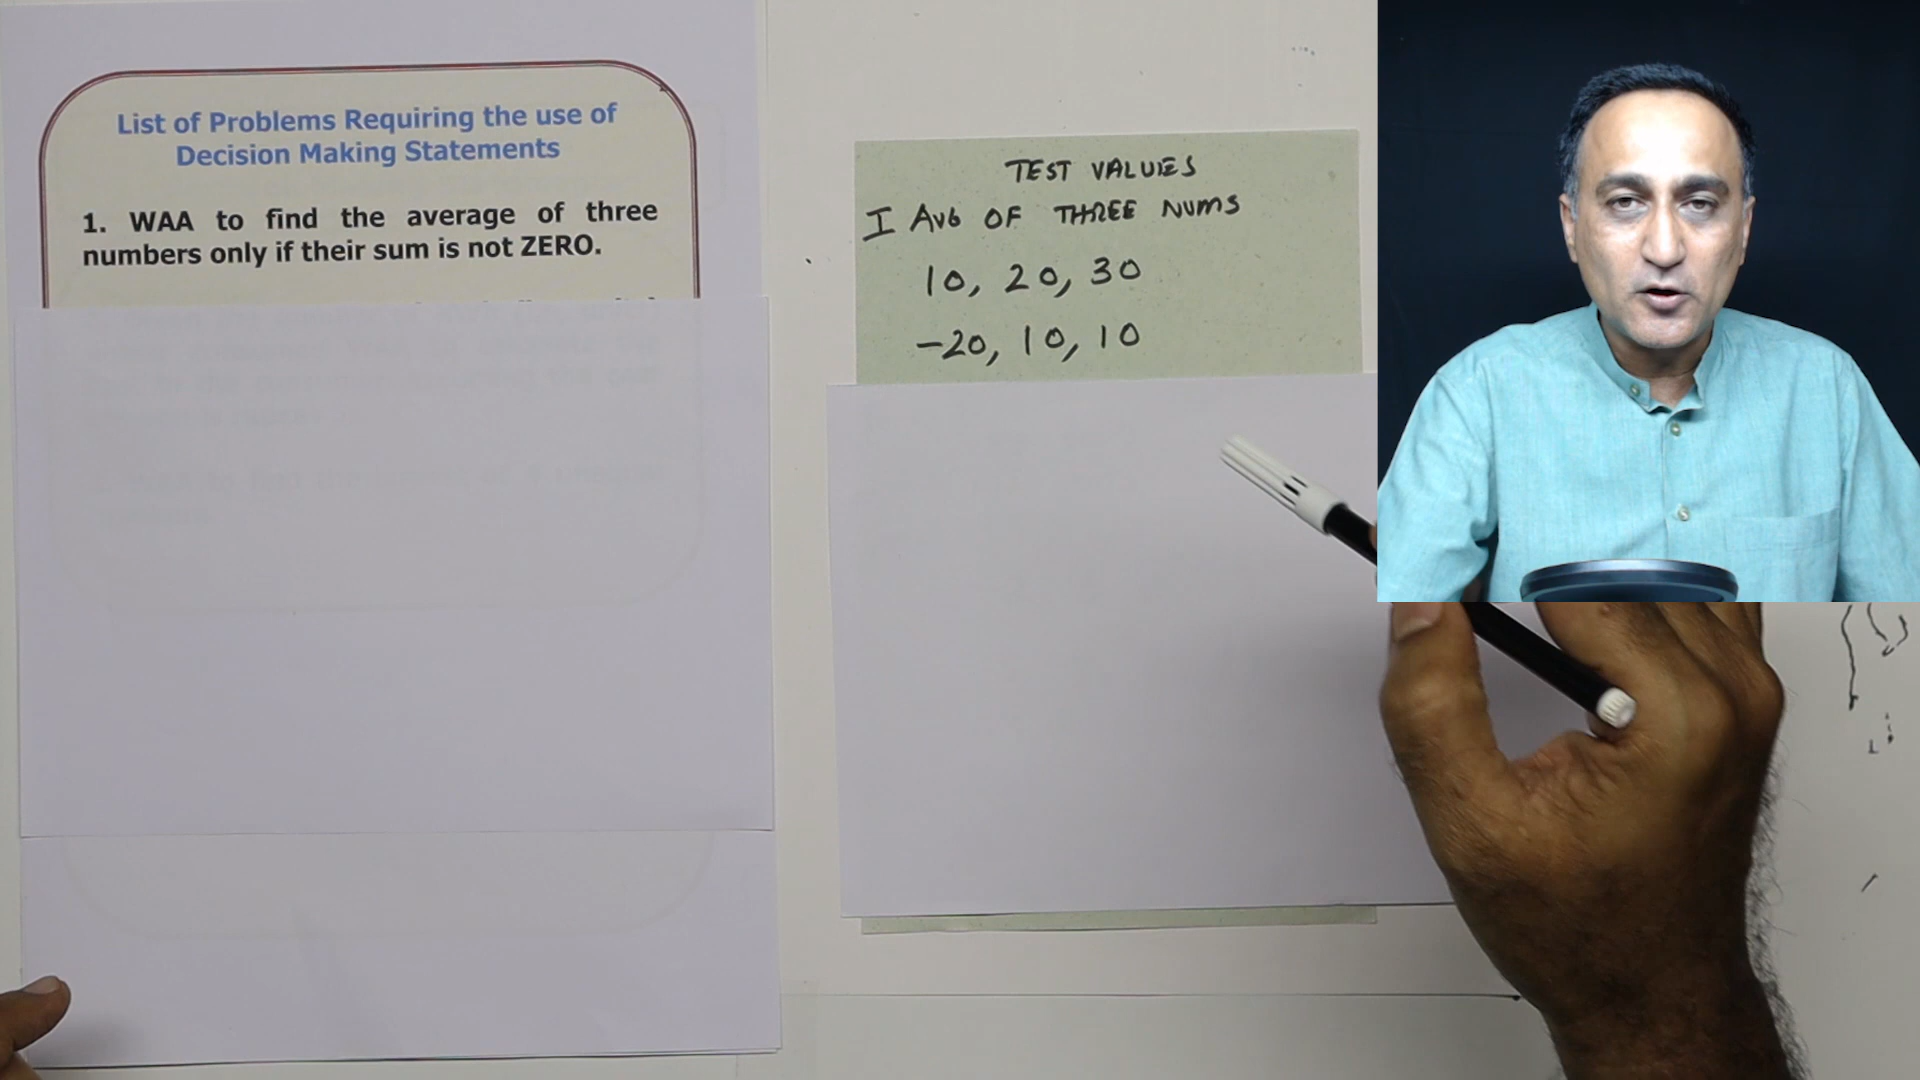 List of Problems Requiring the use of
Decision Making Statements
1. WAA to find the average of three
numbers only if their sum is not ZERO.
TEST VALUES
I AVG OF THREE NUMS
10, 20, 30
-20, 10, 10